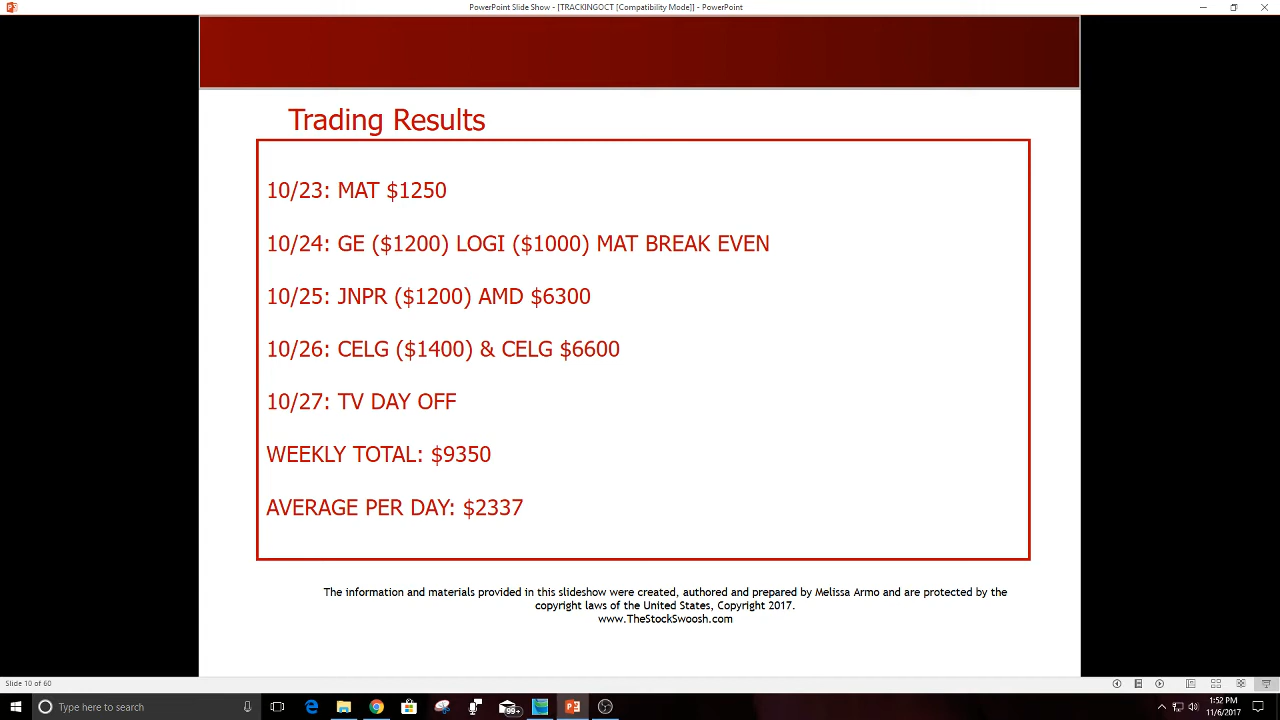 PowerPoint Slide Show - [TRACKINGOCT [Compatibility Mode]] - PowerPoint
Trading Results
10/23: MAT $1250
10/24: GE ($1200) LOGI ($1000) MAT BREAK EVEN
10/25: JNPR ($1200) AMD $6300
10/26: CELG ($1400) & CELG $6600
10/27: TV DAY OFF
WEEKLY TOTAL: $9350
AVERAGE PER DAY: $2337
The information and materials provided in this slideshow were created, authored and prepared by Melissa Armo and are protected by the
copyright laws of the United States, Copyright 2017.
www.TheStockSwoosh.com
Slide 10 of 60
Type here to search
99+
1:52 PM
11/6/2017